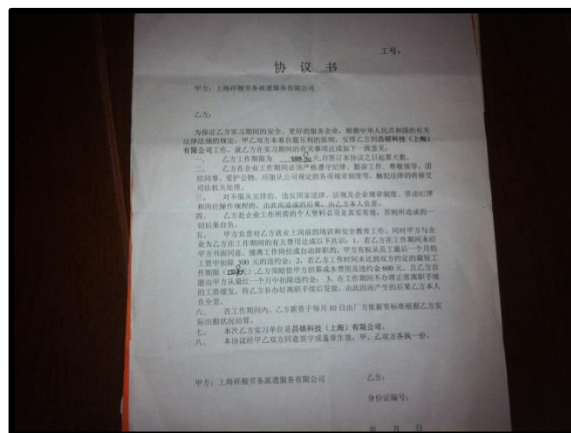 工号：
协 议 书
甲方：上海祥艘劳务派遣服务有限公司
乙方：
为保证乙方实习期间的安全、更好的服务企业，根据中华人民共和国的有关
法律法规的规定，甲乙双方本着自愿互利的原则，安排乙方到昌硕科技（上海）
有限公司工作，就乙方在实习期间的有关事项达成如下一致意见：
一、 乙方工作期限为 天，自签订本协议之日起算天数。
二、 乙方在企业工作期间必须严格遵守纪律、勤奋工作、尊敬领导、团
结同事、爱护公物，应服从公司规定的各项规章制度等，触犯法律的将移交
司法机关处理。
三、 对不服从安排的、违反国家法律、法规及企业规章制度、劳动纪律
和岗位操作规程的，由此而造成的后果，由乙方本人负责。
四、 乙方赴企业工作所需的个人资料必须是真实有效，否则所造成的一
切后果自负。
五、 甲方负责对乙方就业上岗前的培训和安全教育工作，同时甲方与企
业为乙方在工作期间的有关费用达成以下共识：1、若乙方在工作期间未经
甲方书面同意，擅离工作岗位或自动辞职的，甲方有权从员工最后一个月的
工资中扣除 300 元的违约金；2、若乙方工作时间未达到双方约定的最短工
作期限（ 天），乙方须赔偿甲方招募成本费用及违约金 600 元，且乙方自
愿由甲方从最红一个月中扣除违约金； 3、在工作期间不办理正常离职手续
的工资缓发，待乙方补办好离职手续后发放，由此因而产生的后果乙方本人
负全责。
六、 在工作期间内，乙方薪资于每月 10 日由厂方依薪资标准根据乙方实
际出勤状况结算。
七、 本次乙方实习单位是昌硕科技（上海）有限公司。
八、 本协议经甲乙双方同意签字或盖章生效，甲、乙双方各执一份。
甲方：上海祥艘劳务派遣服务有限公司
乙方：
身份证编号：
年 月 日